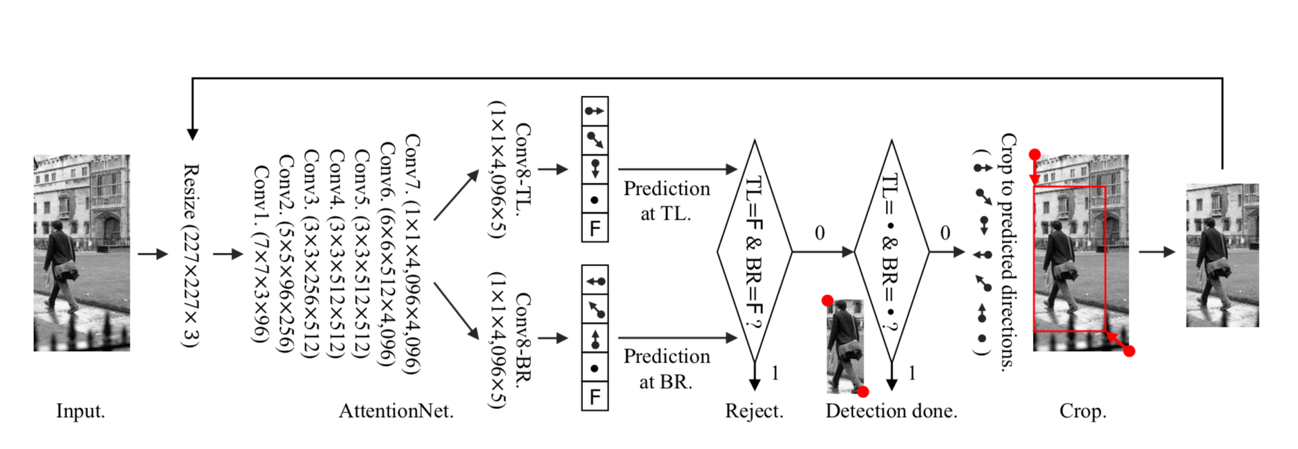 Resize (227×227×3)
Conv1. (7×7×3×96)
Conv2. (5×5×96×256)
Conv3. (3×3×256×512)
Conv4. (3×3×512×512)
Conv5. (3×3×512×512)
Conv6. (6×6×512×4,096)
Conv7. (1×1×4,096×4,096)
Conv8-TL.
(1×1×4,096×5)
Conv8-BR.
(1×1×4,096×5)
F
F
Prediction
at TL.
Prediction
at BR.
TL=F & BR=F ?
0
1
TL= • & BR= • ?
0
1
Crop to predicted directions.
( → ↘ ↓ ← ↖ ↑ • )
Input.
AttentionNet.
Reject.
Detection done.
Crop.